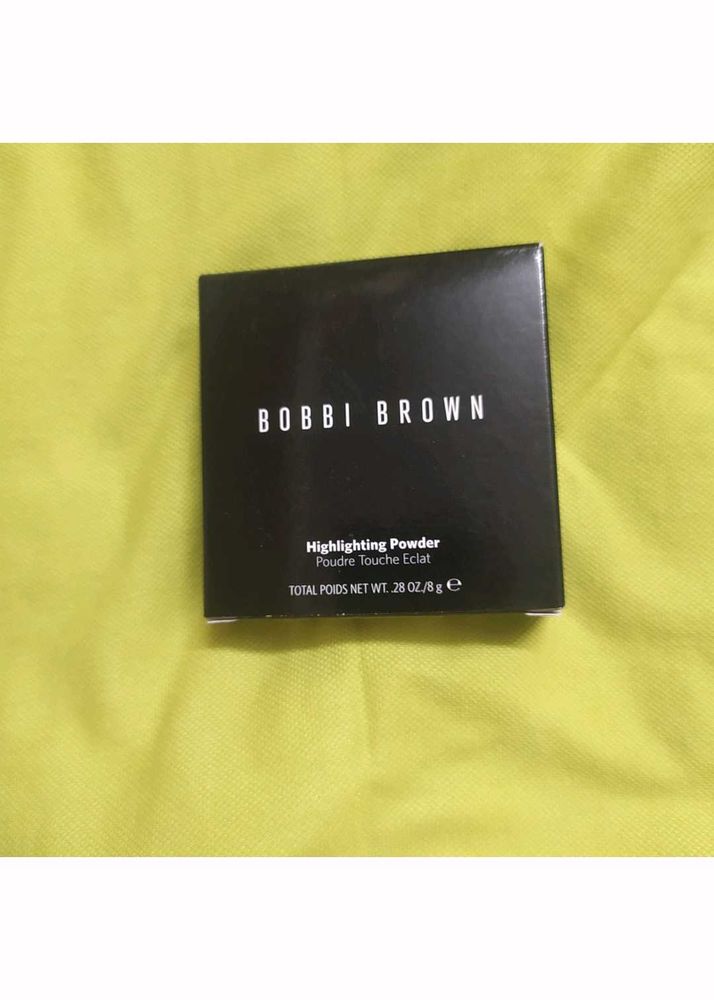 BOBBI BROWN
Highlighting Powder
Poudre Touche Eclat
TOTAL POIDS NET WT. .28 OZ./8 g ℮